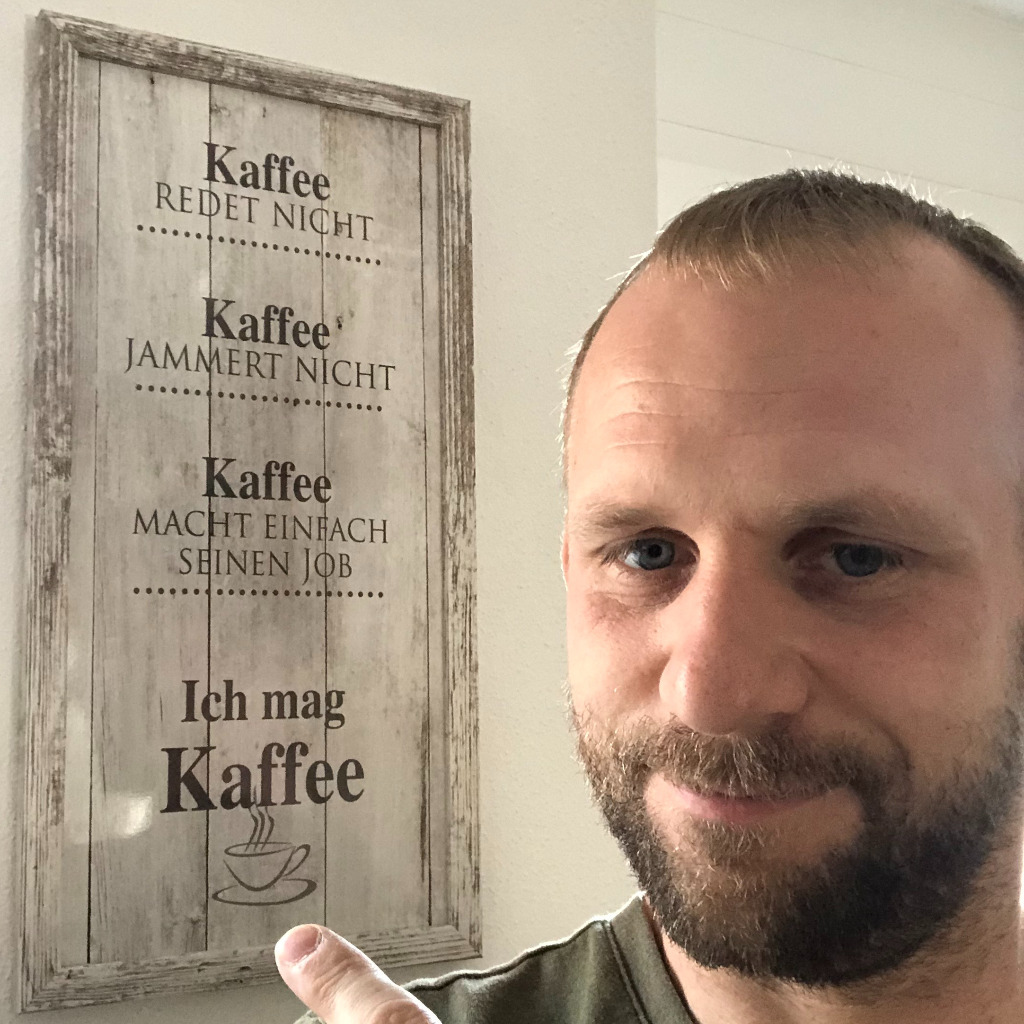 Kaffee
REDET NICHT
Kaffee
JAMMERT NICHT
Kaffee
MACHT EINFACH
SEINEN JOB
Ich mag
Kaffee